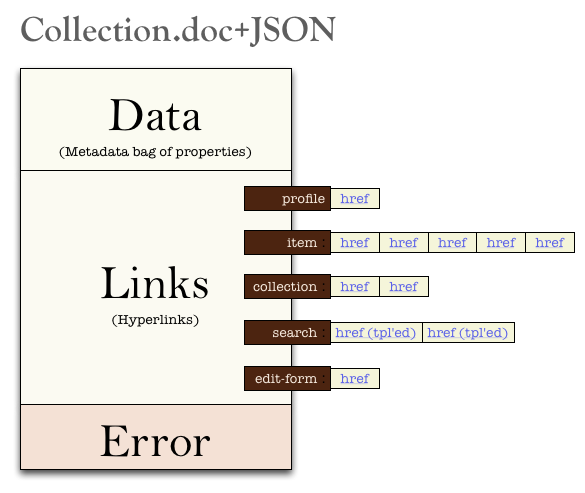 Collection.doc+JSON
Data
(Metadata bag of properties)
profile href
item : href href href href href
collection : href href
Links
(Hyperlinks)
search : href (tpl'ed) href (tpl'ed)
edit-form : href
Error